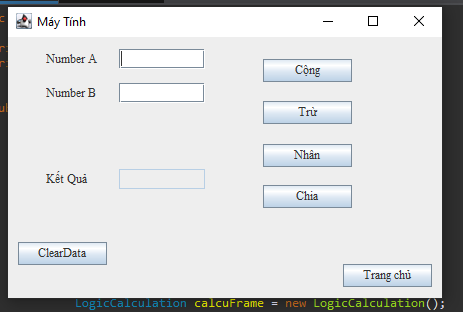 Máy Tính
Number A
Cộng
Number B
Trừ
Nhân
Kết Quả
Chia
ClearData
Trang chủ
LogicCalculation calcuFrame = new LogicCalculation();